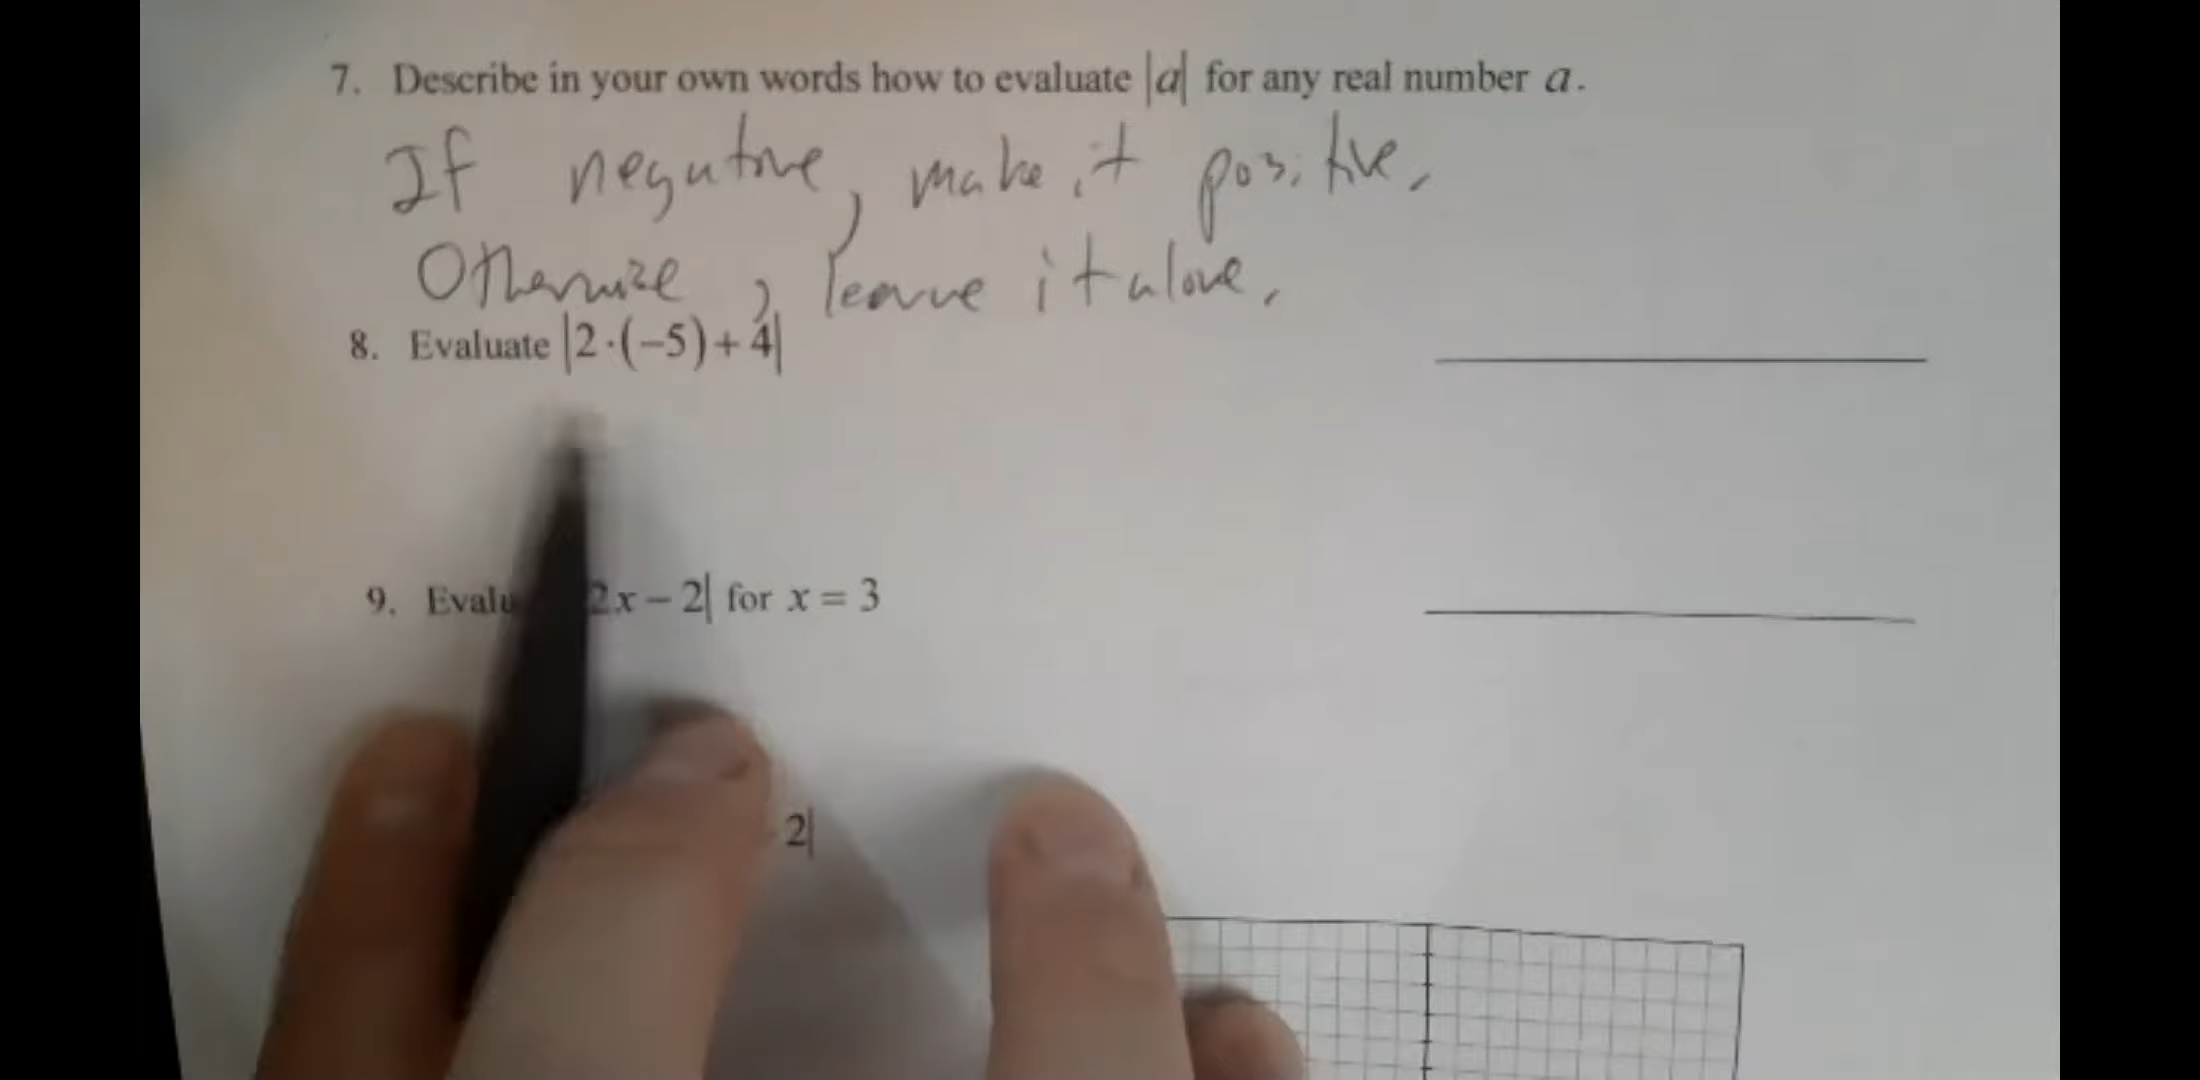 7. Describe in your own words how to evaluate |a| for any real number a.
If negative, make it positive.
Otherwise, leave it alone.
8. Evaluate |2·(−5)+4|
9. 2x − 2| for x = 3
2|